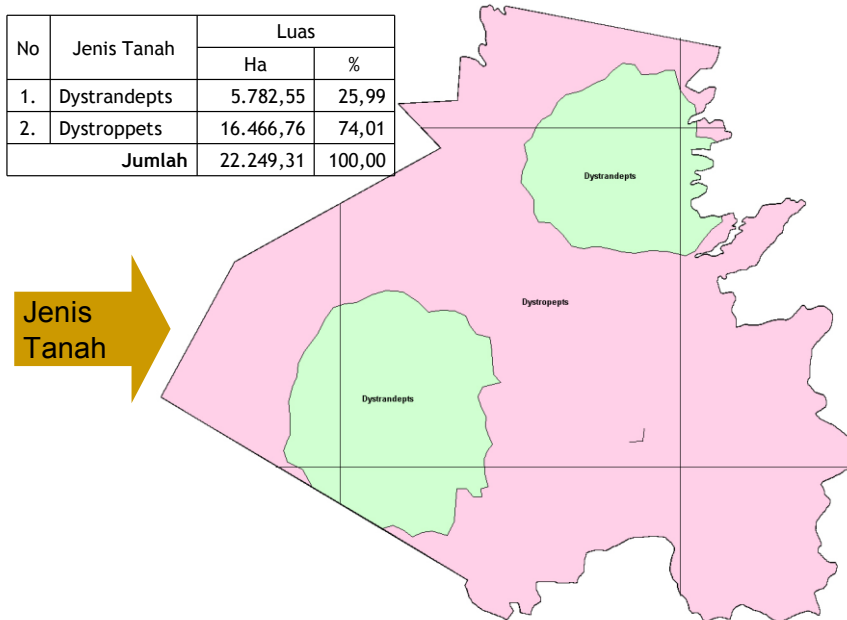 No Jenis Tanah Luas
Ha %
1. Dystrandepts 5.782,55 25,99
2. Dystroppets 16.466,76 74,01
Jumlah 22.249,31 100,00
Dystrandepts
Dystropepts
Jenis
Tanah
Dystrandepts